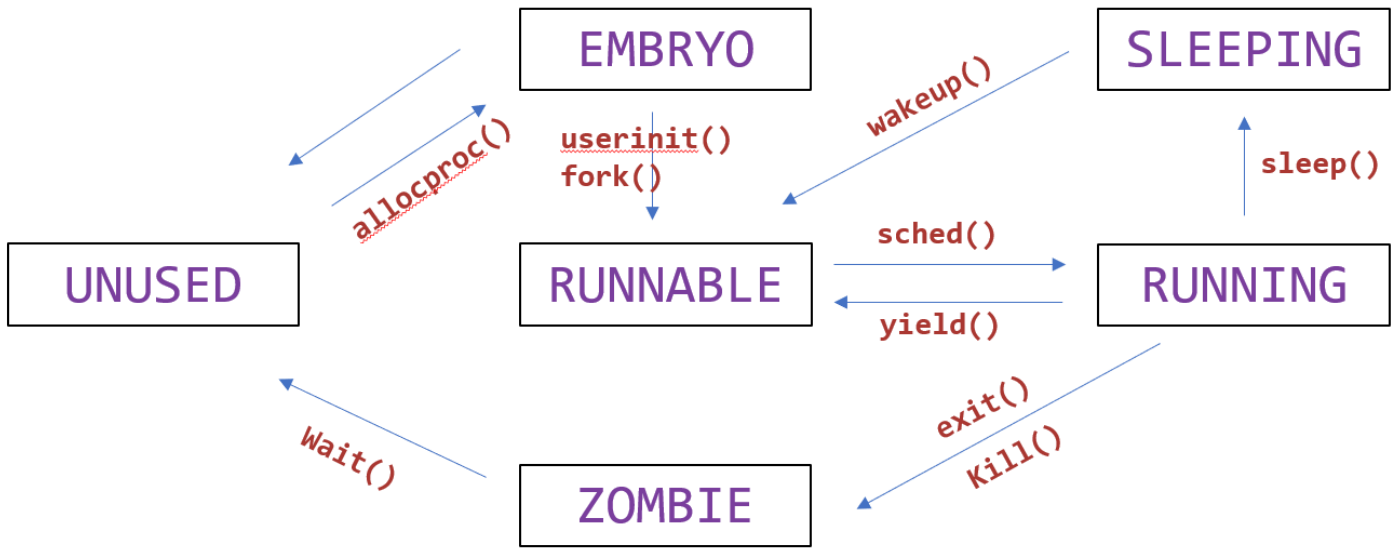 EMBRYO
SLEEPING
wakeup()
allocproc()
userinit()
fork()
sleep()
sched()
UNUSED
RUNNABLE
RUNNING
yield()
exit()
Kill()
Wait()
ZOMBIE